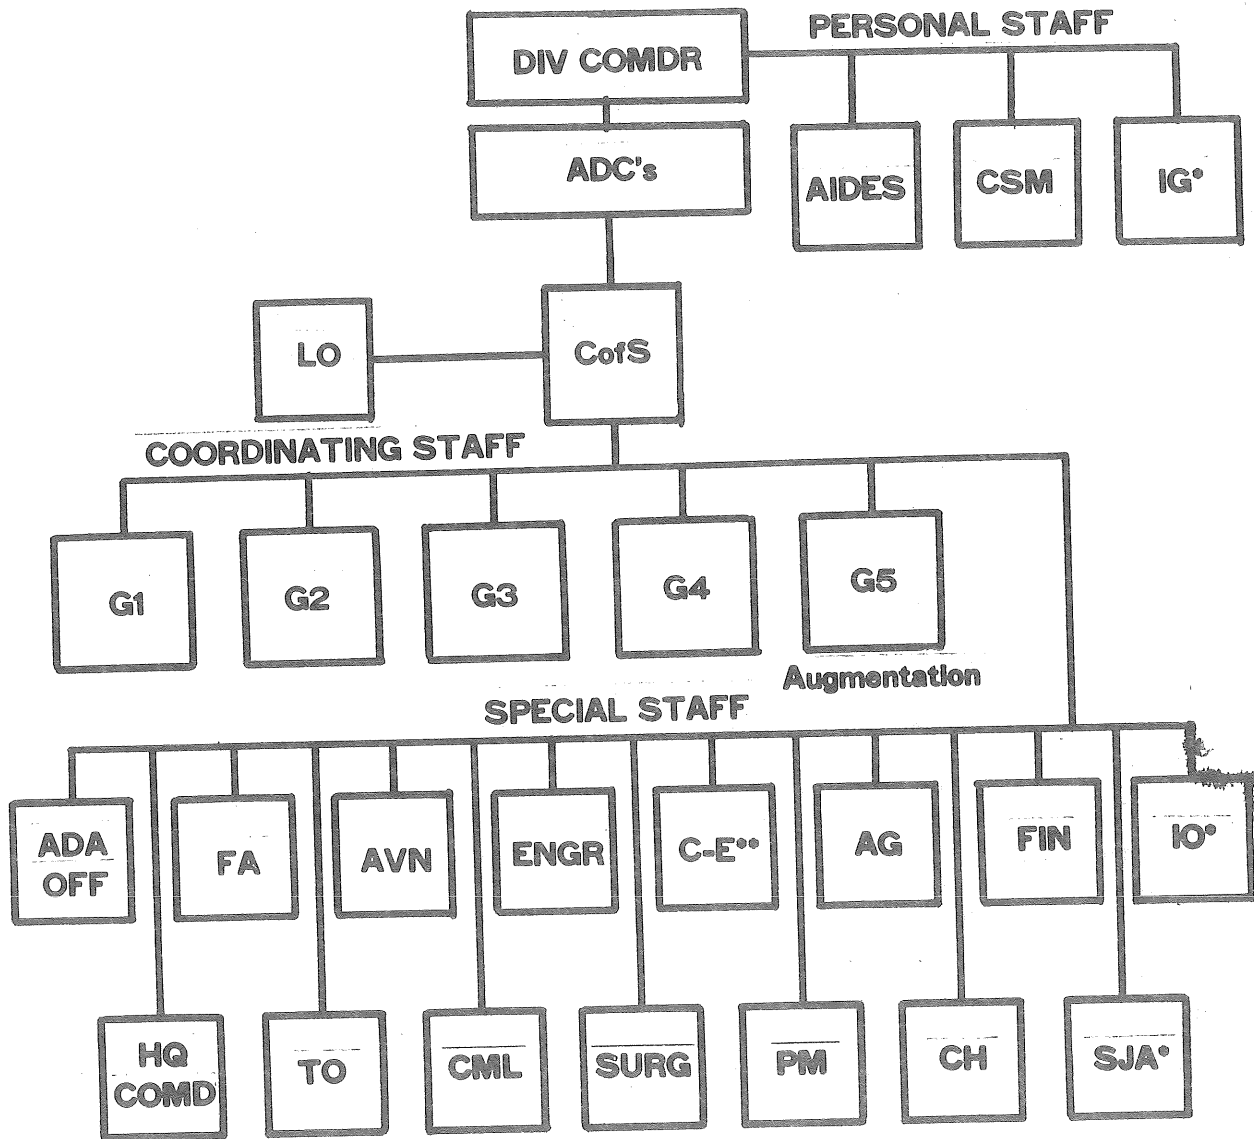 PERSONAL STAFF
DIV COMDR
ADC's
AIDES
CSM
IG*
LO
CofS
COORDINATING STAFF
G1
G2
G3
G4
G5
Augmentation
SPECIAL STAFF
ADA
OFF
FA
AVN
ENGR
C-E**
AG
FIN
IO*
HQ
COMD
TO
CML
SURG
PM
CH
SJA*